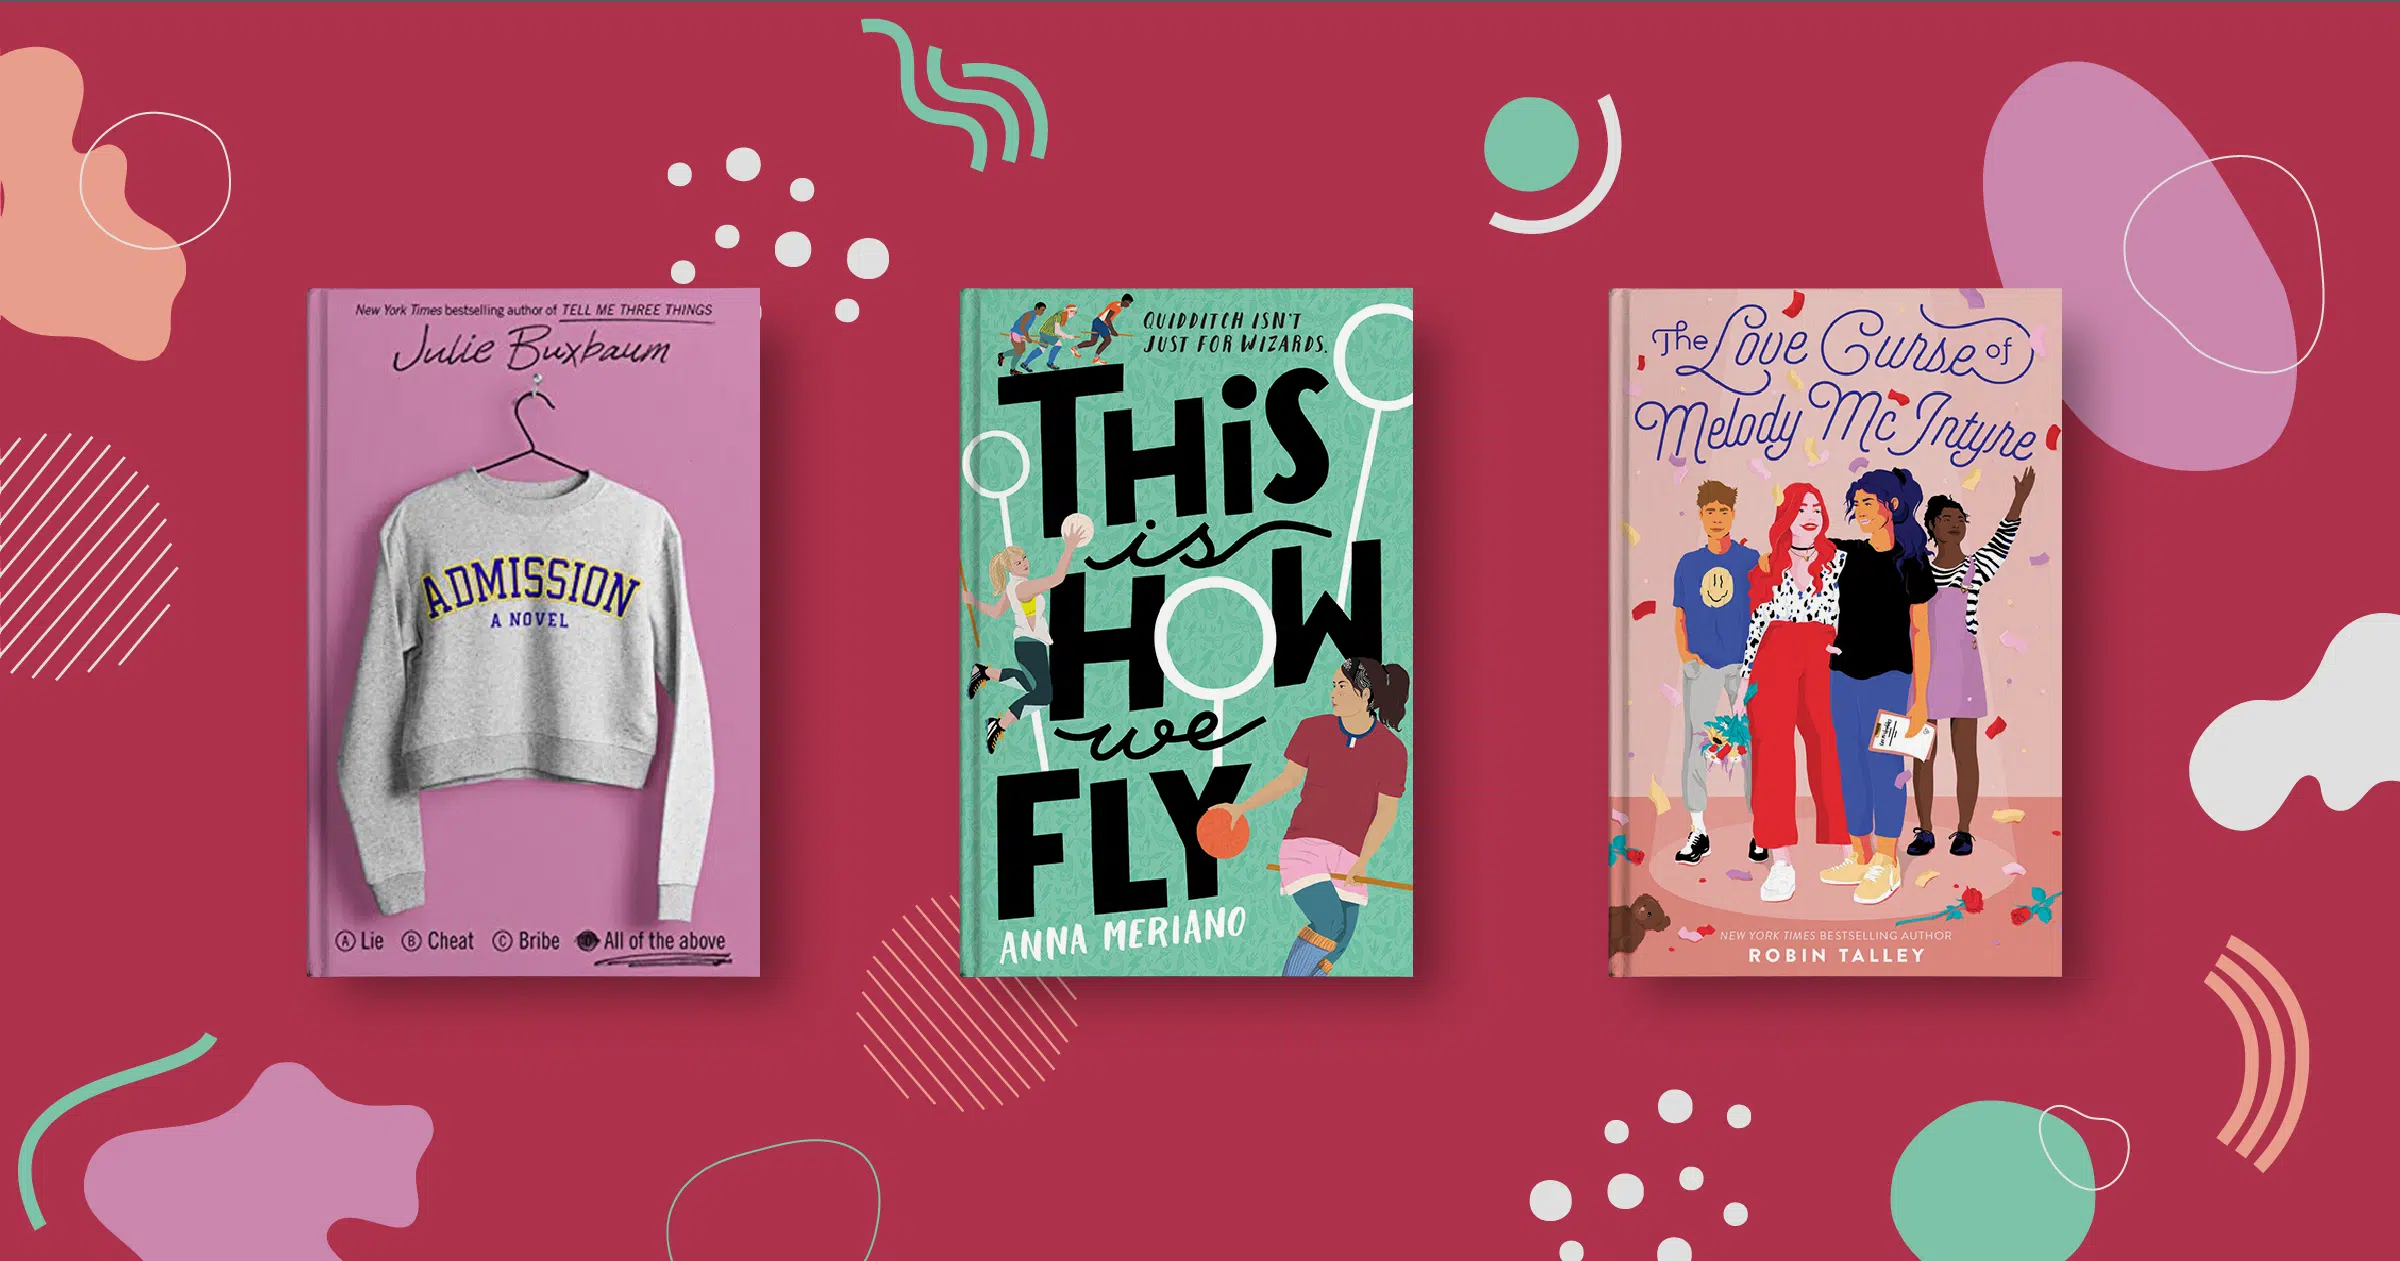 New York Times bestselling author of TELL ME THREE THINGS
Julie Buxbaum
ADMISSION
A NOVEL
A Lie B Cheat C Bribe All of the above
QUIDDITCH ISN'T
JUST FOR WIZARDS.
THIS
is
HOW
we
FLY
ANNA MERIANO
The Love Curse of
Melody McIntyre
NEW YORK TIMES BESTSELLING AUTHOR
ROBIN TALLEY